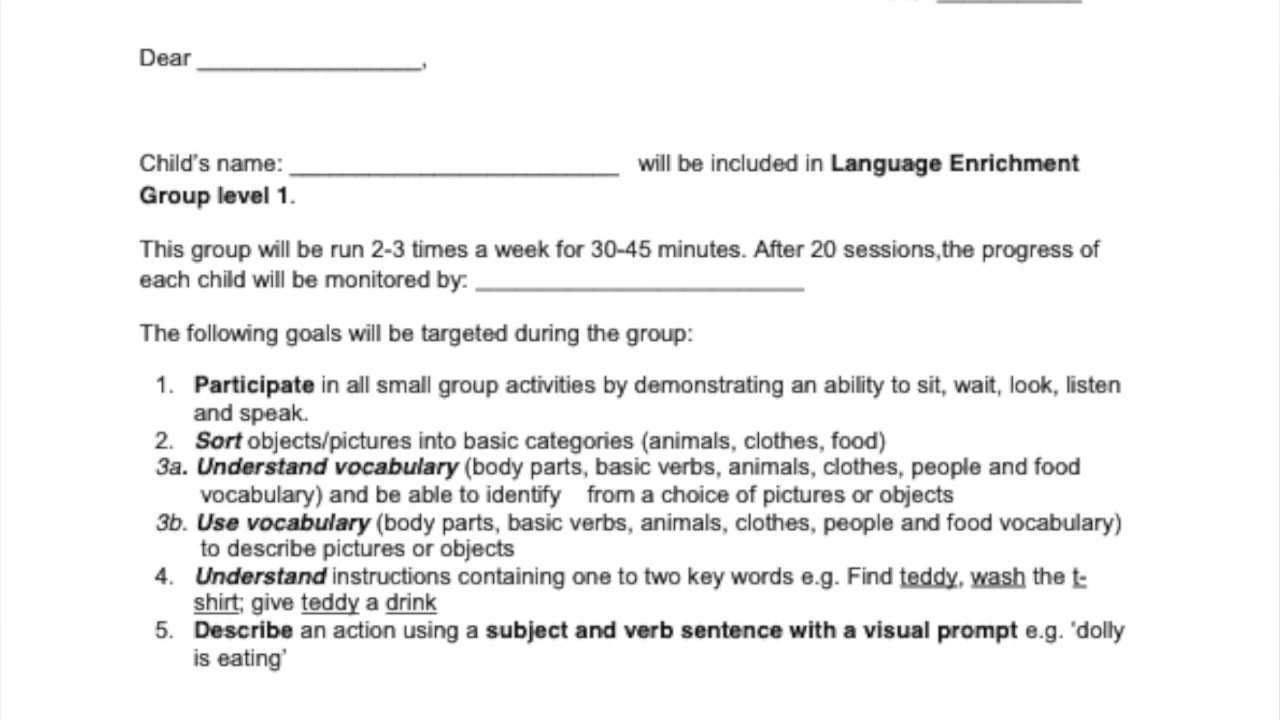 Dear _________________,
Child's name: _________________________ will be included in Language Enrichment
Group level 1.
This group will be run 2-3 times a week for 30-45 minutes. After 20 sessions,the progress of
each child will be monitored by: _________________________
The following goals will be targeted during the group:
1. Participate in all small group activities by demonstrating an ability to sit, wait, look, listen
and speak.
2. Sort objects/pictures into basic categories (animals, clothes, food)
3a. Understand vocabulary (body parts, basic verbs, animals, clothes, people and food
vocabulary) and be able to identify from a choice of pictures or objects
3b. Use vocabulary (body parts, basic verbs, animals, clothes, people and food vocabulary)
to describe pictures or objects
4. Understand instructions containing one to two key words e.g. Find teddy, wash the t-
shirt; give teddy a drink
5. Describe an action using a subject and verb sentence with a visual prompt e.g. 'dolly
is eating'